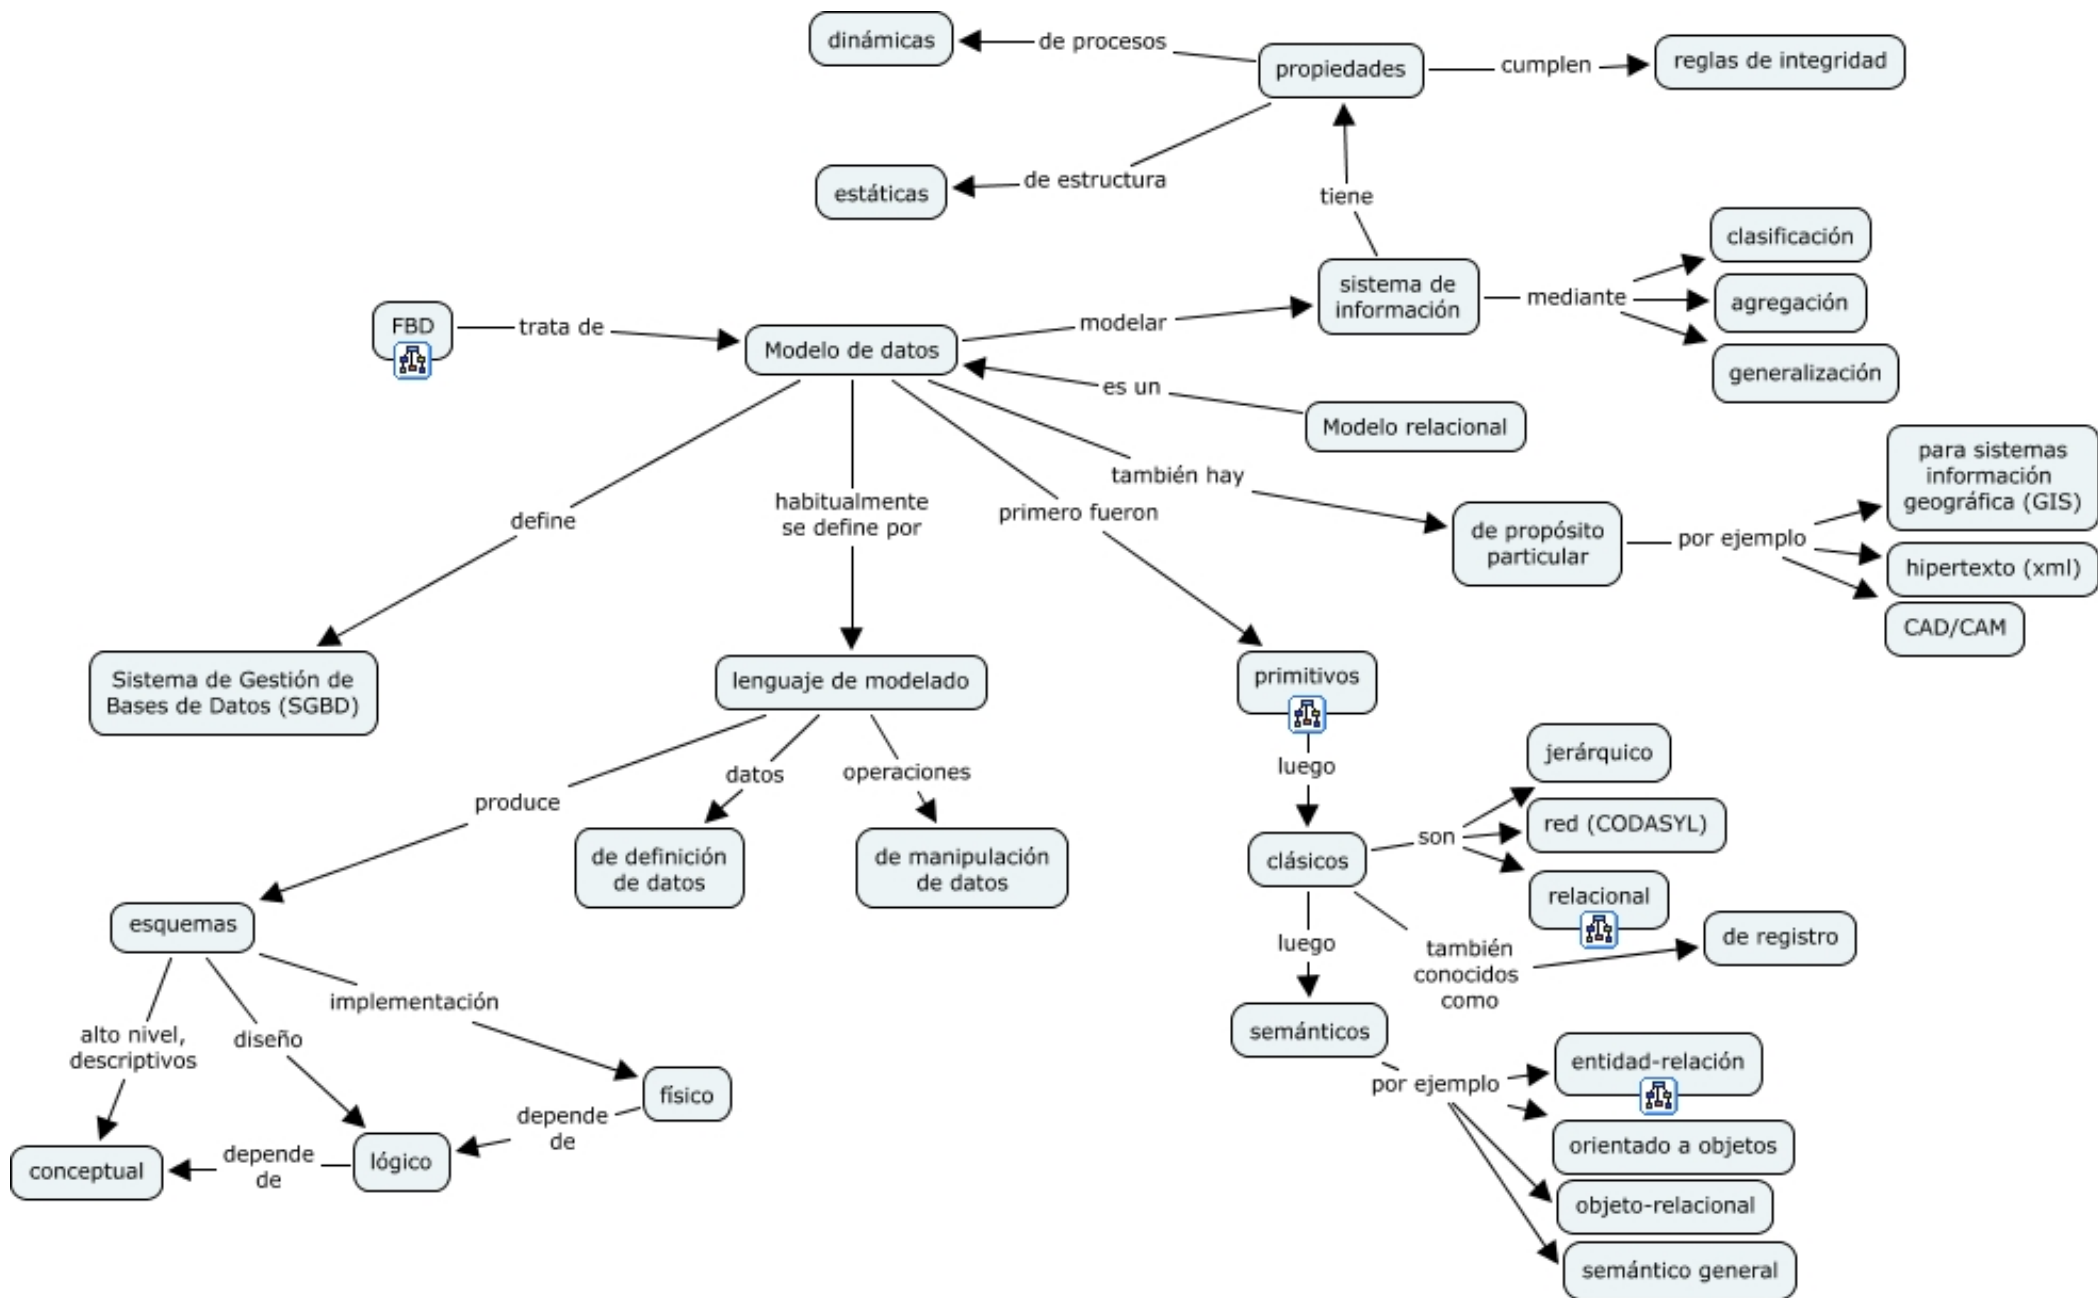 dinámicas
de procesos
propiedades
cumplen
reglas de integridad
estáticas
de estructura
tiene
clasificación
sistema de
información
mediante
agregación
generalización
FBD
trata de
Modelo de datos
modelar
es un
Modelo relacional
también hay
de propósito
particular
por ejemplo
para sistemas
información
geográfica (GIS)
hipertexto (xml)
CAD/CAM
define
habitualmente
se define por
primero fueron
Sistema de Gestión de
Bases de Datos (SGBD)
lenguaje de modelado
primitivos
produce
datos
operaciones
de definición
de datos
de manipulación
de datos
luego
clásicos
son
jerárquico
red (CODASYL)
relacional
también
conocidos
como
de registro
luego
semánticos
por ejemplo
entidad-relación
orientado a objetos
objeto-relacional
semántico general
esquemas
alto nivel,
descriptivos
diseño
implementación
físico
depende
de
lógico
depende
de
conceptual